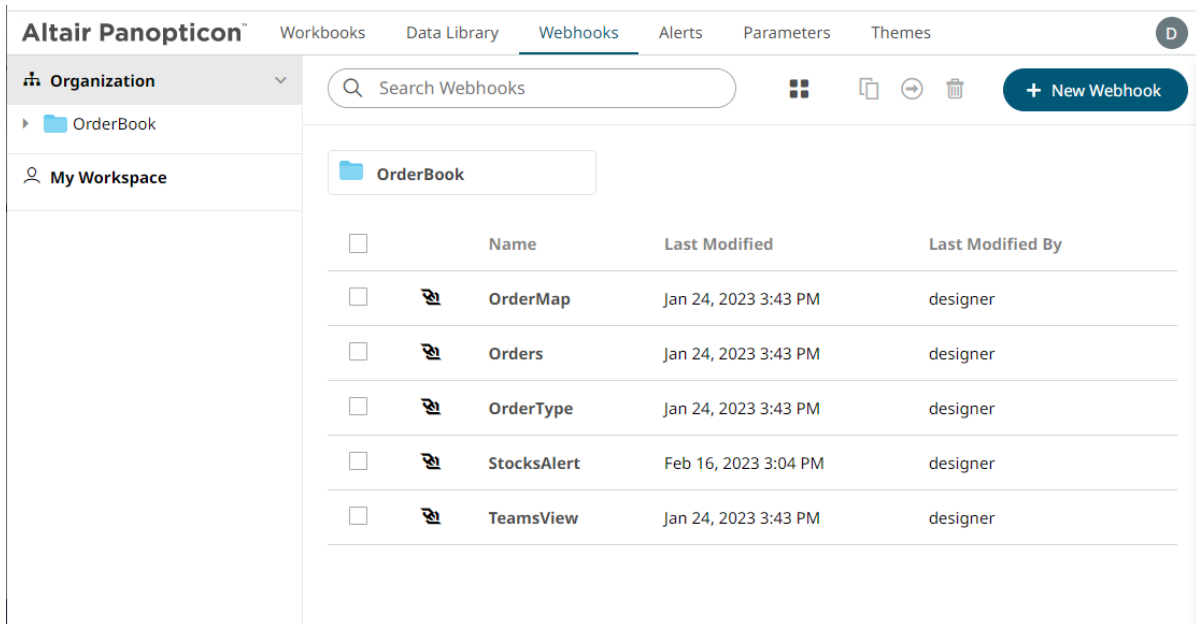 Altair Panopticon™ Workbooks Data Library Webhooks Alerts Parameters Themes D
Organization
OrderBook
My Workspace
Search Webhooks
+ New Webhook
OrderBook
Name Last Modified Last Modified By
OrderMap Jan 24, 2023 3:43 PM designer
Orders Jan 24, 2023 3:43 PM designer
OrderType Jan 24, 2023 3:43 PM designer
StocksAlert Feb 16, 2023 3:04 PM designer
TeamsView Jan 24, 2023 3:43 PM designer